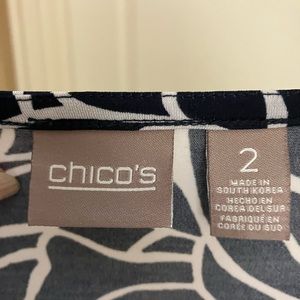 chico's
2
MADE IN
SOUTH KOREA
HECHO EN
COREA DEL SUR
FABRIQUÉ EN
CORÉE DU SUD